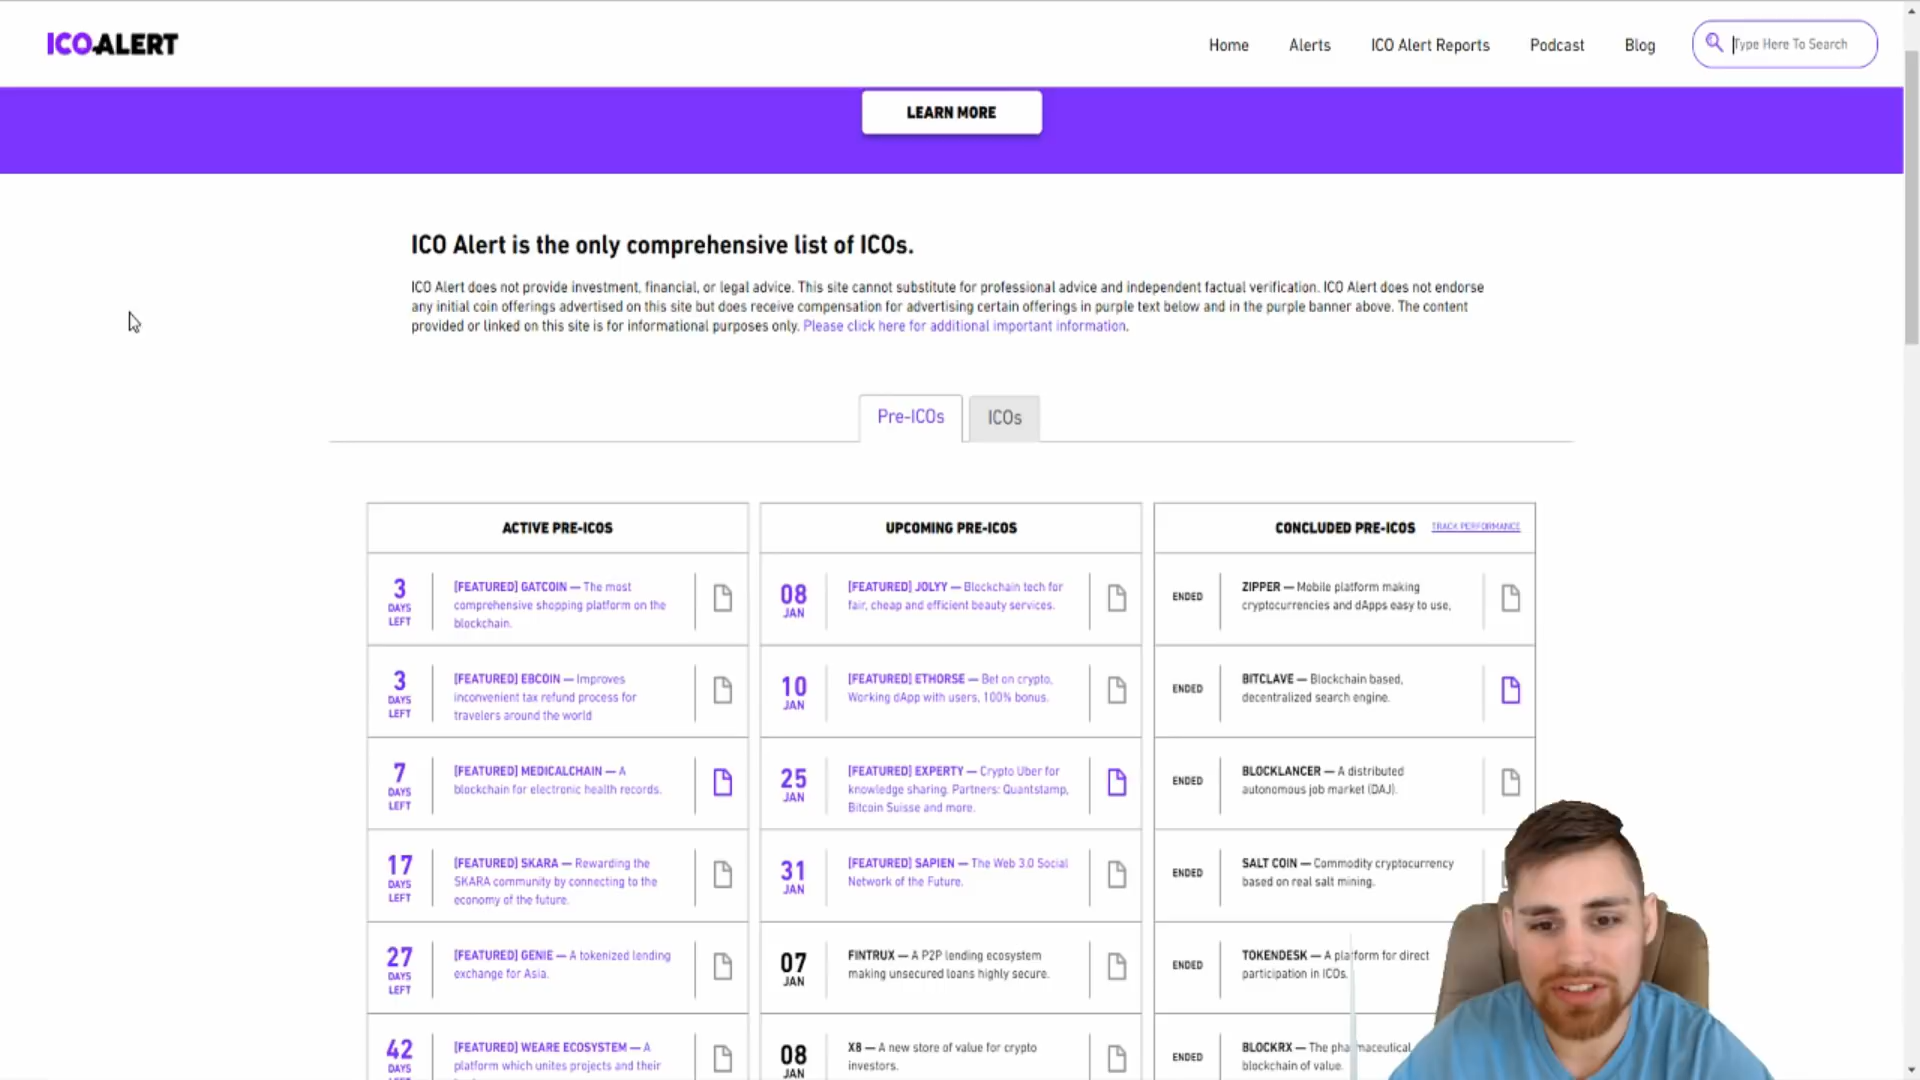 ICO ALERT
Home
Alerts
ICO Alert Reports
Podcast
Blog
Type Here To Search
LEARN MORE
ICO Alert is the only comprehensive list of ICOs.
ICO Alert does not provide investment, financial, or legal advice. This site cannot substitute for professional advice and independent factual verification. ICO Alert does not endorse
any initial coin offerings advertised on this site but does receive compensation for advertising certain offerings in purple text below and in the purple banner above. The content
provided or linked on this site is for informational purposes only. Please click here for additional important information.
Pre-ICOs
ICOs
ACTIVE PRE-ICOS
3
DAYS
LEFT
[FEATURED] GATCOIN — The most
comprehensive shopping platform on the
blockchain.
3
DAYS
LEFT
[FEATURED] EBCOIN — Improves
inconvenient tax refund process for
travelers around the world
7
DAYS
LEFT
[FEATURED] MEDICALCHAIN — A
blockchain for electronic health records.
17
DAYS
LEFT
[FEATURED] SKARA — Rewarding the
SKARA community by connecting to the
economy of the future.
27
DAYS
LEFT
[FEATURED] GENIE — A tokenized lending
exchange for Asia.
42
DAYS
[FEATURED] WEARE ECOSYSTEM — A
platform which unites projects and their
UPCOMING PRE-ICOS
08
JAN
[FEATURED] JOLYY — Blockchain tech for
fair, cheap and efficient beauty services.
10
JAN
[FEATURED] ETHORSE — Bet on crypto,
Working dApp with users, 100% bonus.
25
JAN
[FEATURED] EXPERTY — Crypto Uber for
knowledge sharing. Partners: Quantstamp,
Bitcoin Suisse and more.
31
JAN
[FEATURED] SAPIEN — The Web 3.0 Social
Network of the Future.
07
JAN
FINTRUX — A P2P lending ecosystem
making unsecured loans highly secure.
08
JAN
X8 — A new store of value for crypto
investors.
CONCLUDED PRE-ICOS
TRACK PERFORMANCE
ENDED
ZIPPER — Mobile platform making
cryptocurrencies and dApps easy to use,
ENDED
BITCLAVE — Blockchain based,
decentralized search engine.
ENDED
BLOCKLANCER — A distributed
autonomous job market (DAJ).
ENDED
SALT COIN — Commodity cryptocurrency
based on real salt mining.
ENDED
TOKENDESK — A platform for direct
participation in ICOs.
ENDED
BLOCKRX — The pharmaceutical
blockchain of value.